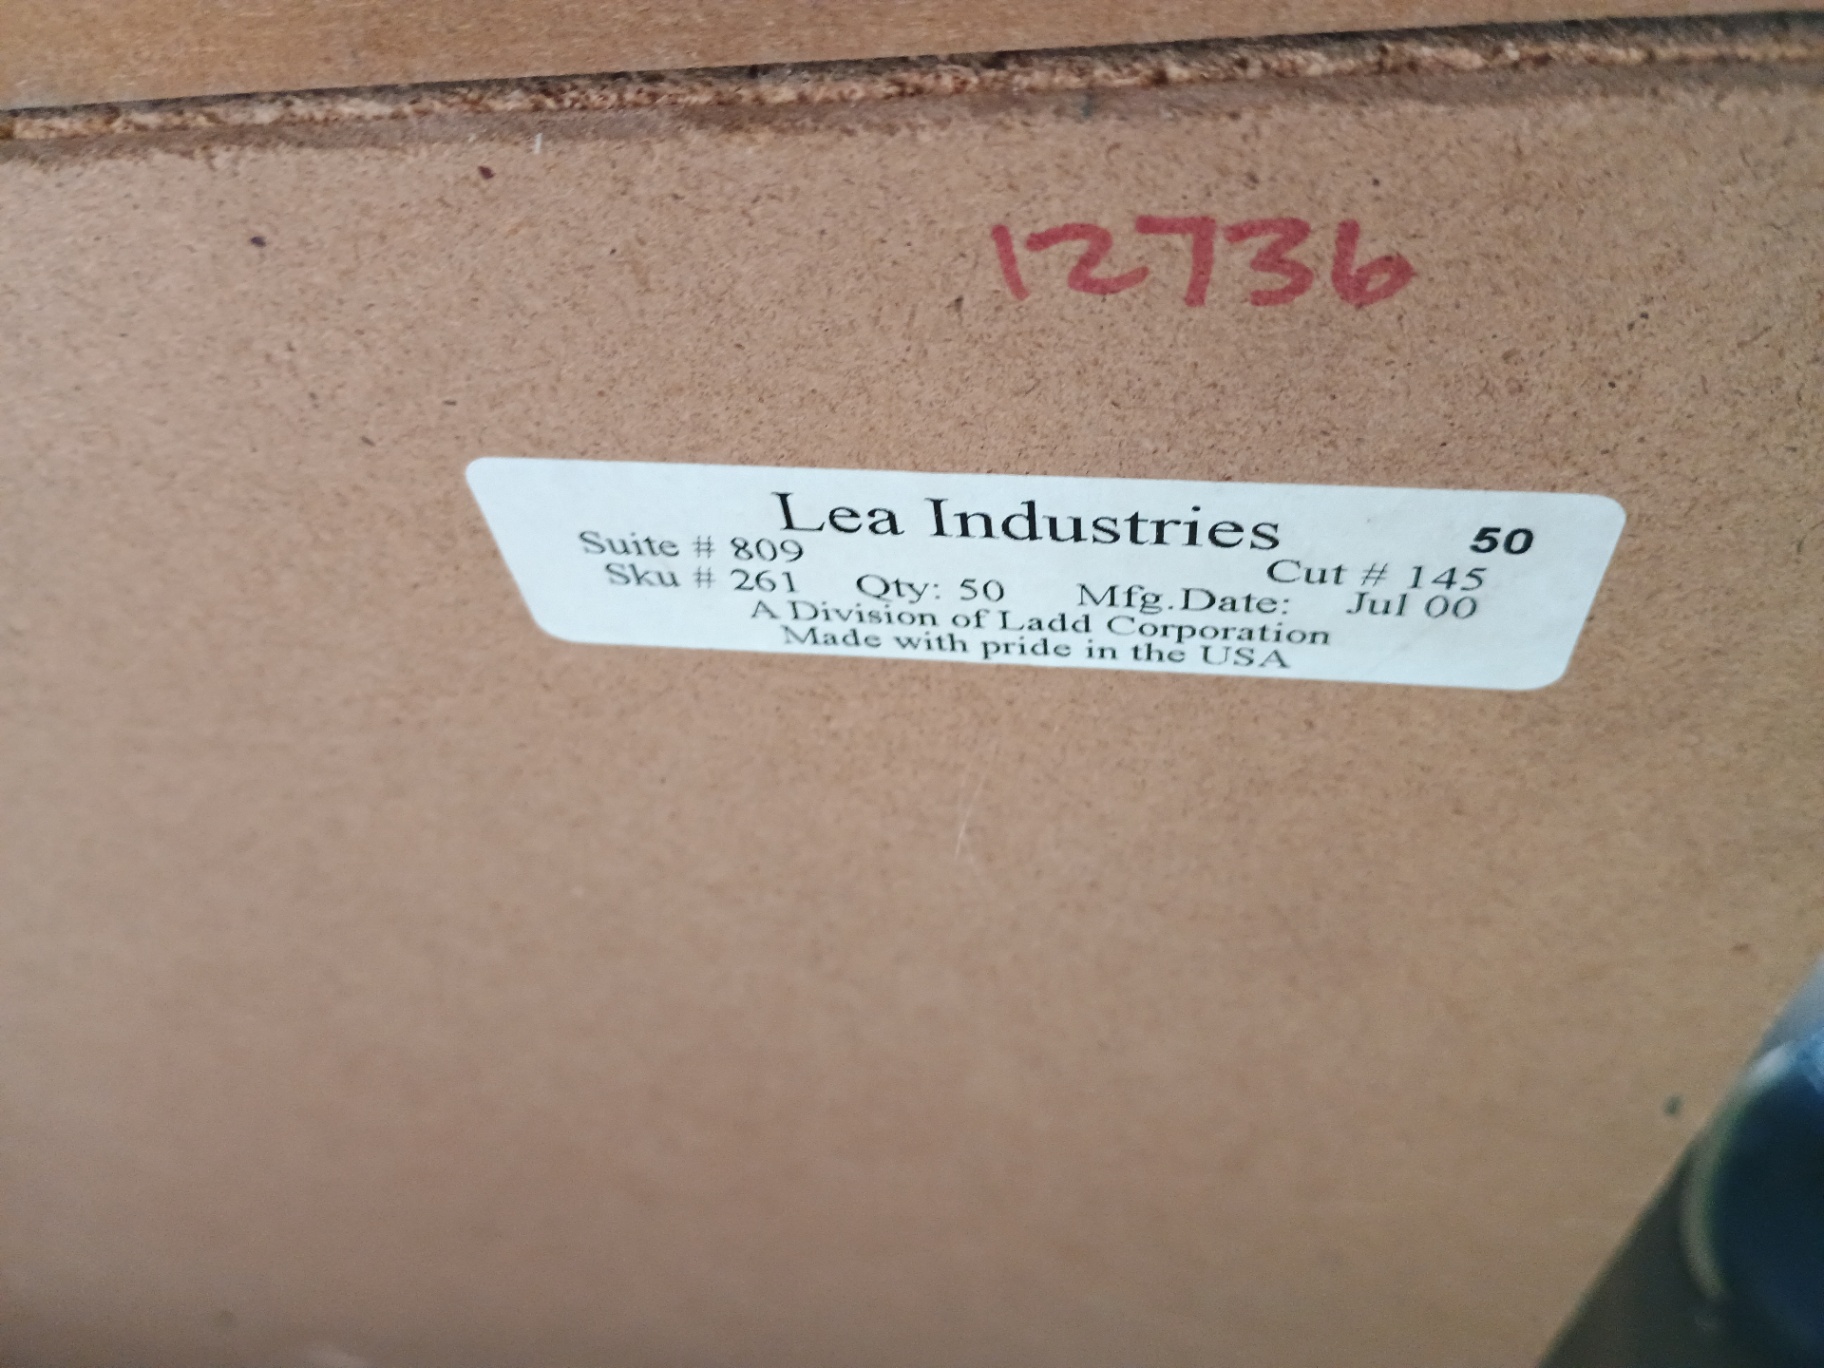 12736
Lea Industries 50
Suite # 809 Cut # 145
Sku # 261 Qty: 50 Mfg.Date: Jul 00
A Division of Ladd Corporation
Made with pride in the USA